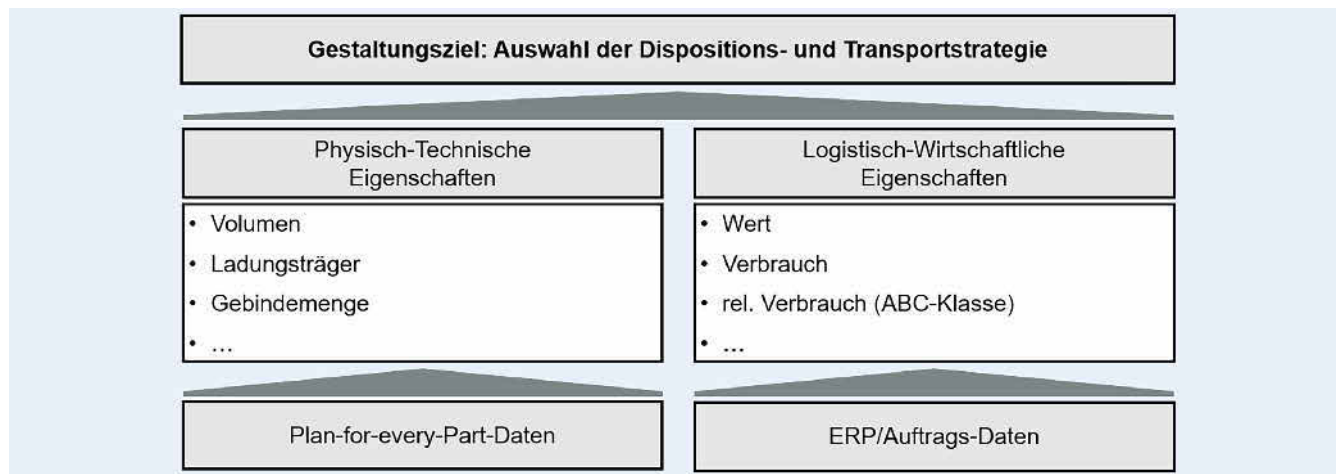 Gestaltungsziel: Auswahl der Dispositions- und Transportstrategie
Physisch-Technische
Eigenschaften
• Volumen
• Ladungsträger
• Gebindemenge
• ...
Plan-for-every-Part-Daten
Logistisch-Wirtschaftliche
Eigenschaften
• Wert
• Verbrauch
• rel. Verbrauch (ABC-Klasse)
• ...
ERP/Auftrags-Daten